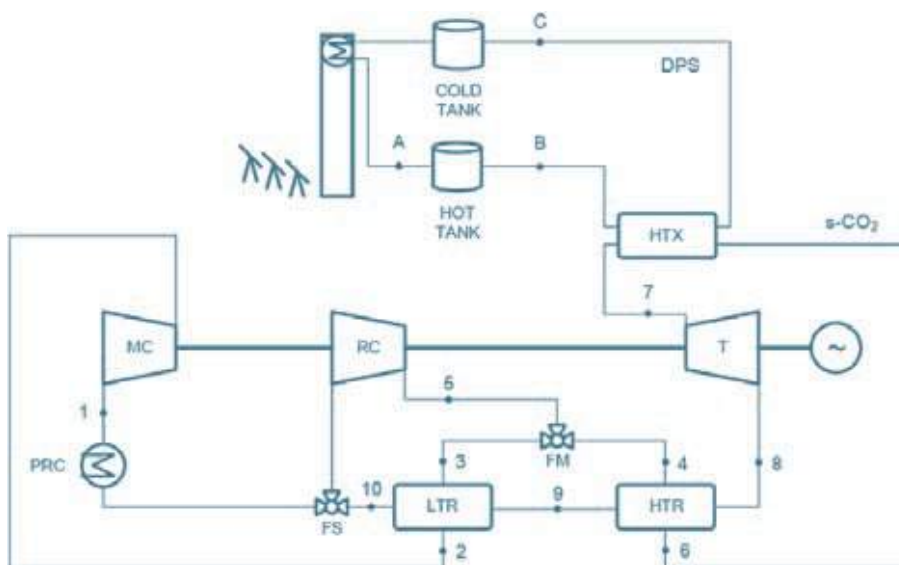 C
DPS
COLD
TANK
A
B
HOT
TANK
HTX
s-CO₂
7
MC
RC
T
~
5
1
3
FM
4
8
PRC
10
LTR
9
HTR
FS
2
6